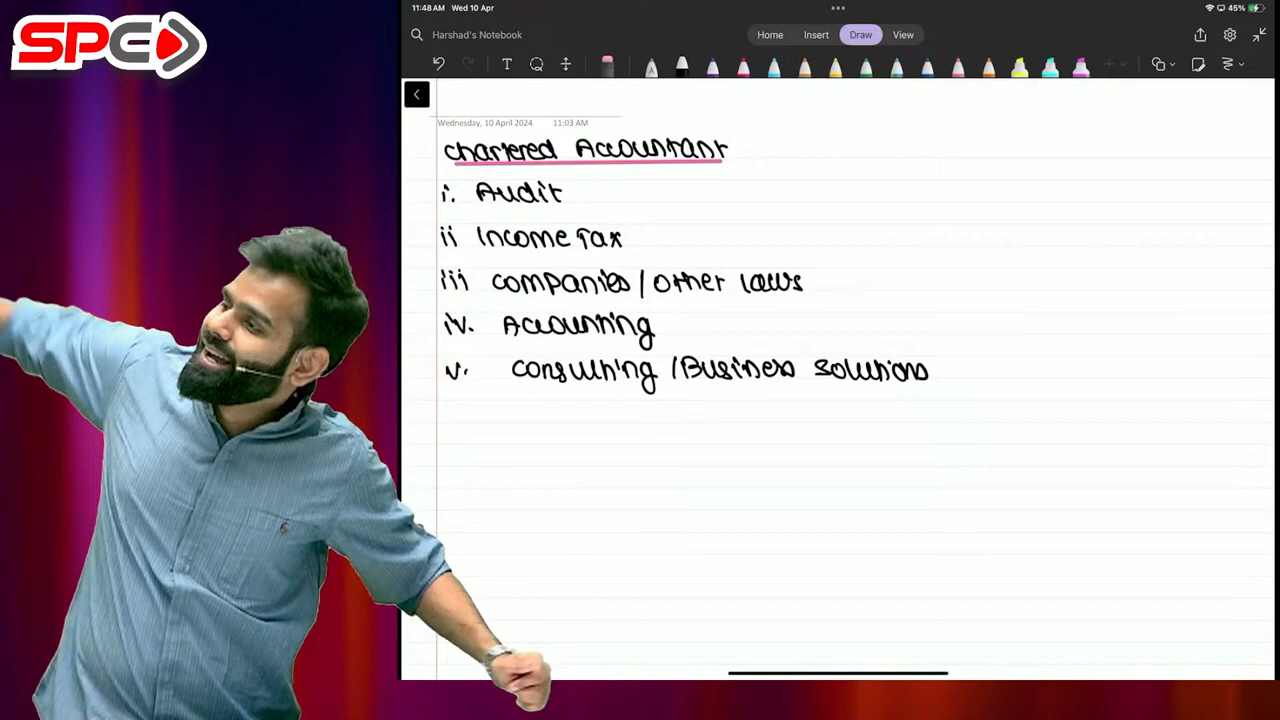 SPC
11:48 AM Wed 10 Apr
45%
Harshad's Notebook
Home Insert Draw View
Wednesday, 10 April 2024 11:03 AM
Chartered Accountant
i. Audit
ii Income Tax
iii Companies / Other Laws
iv. Accounting
v. Consulting / Business Solutions